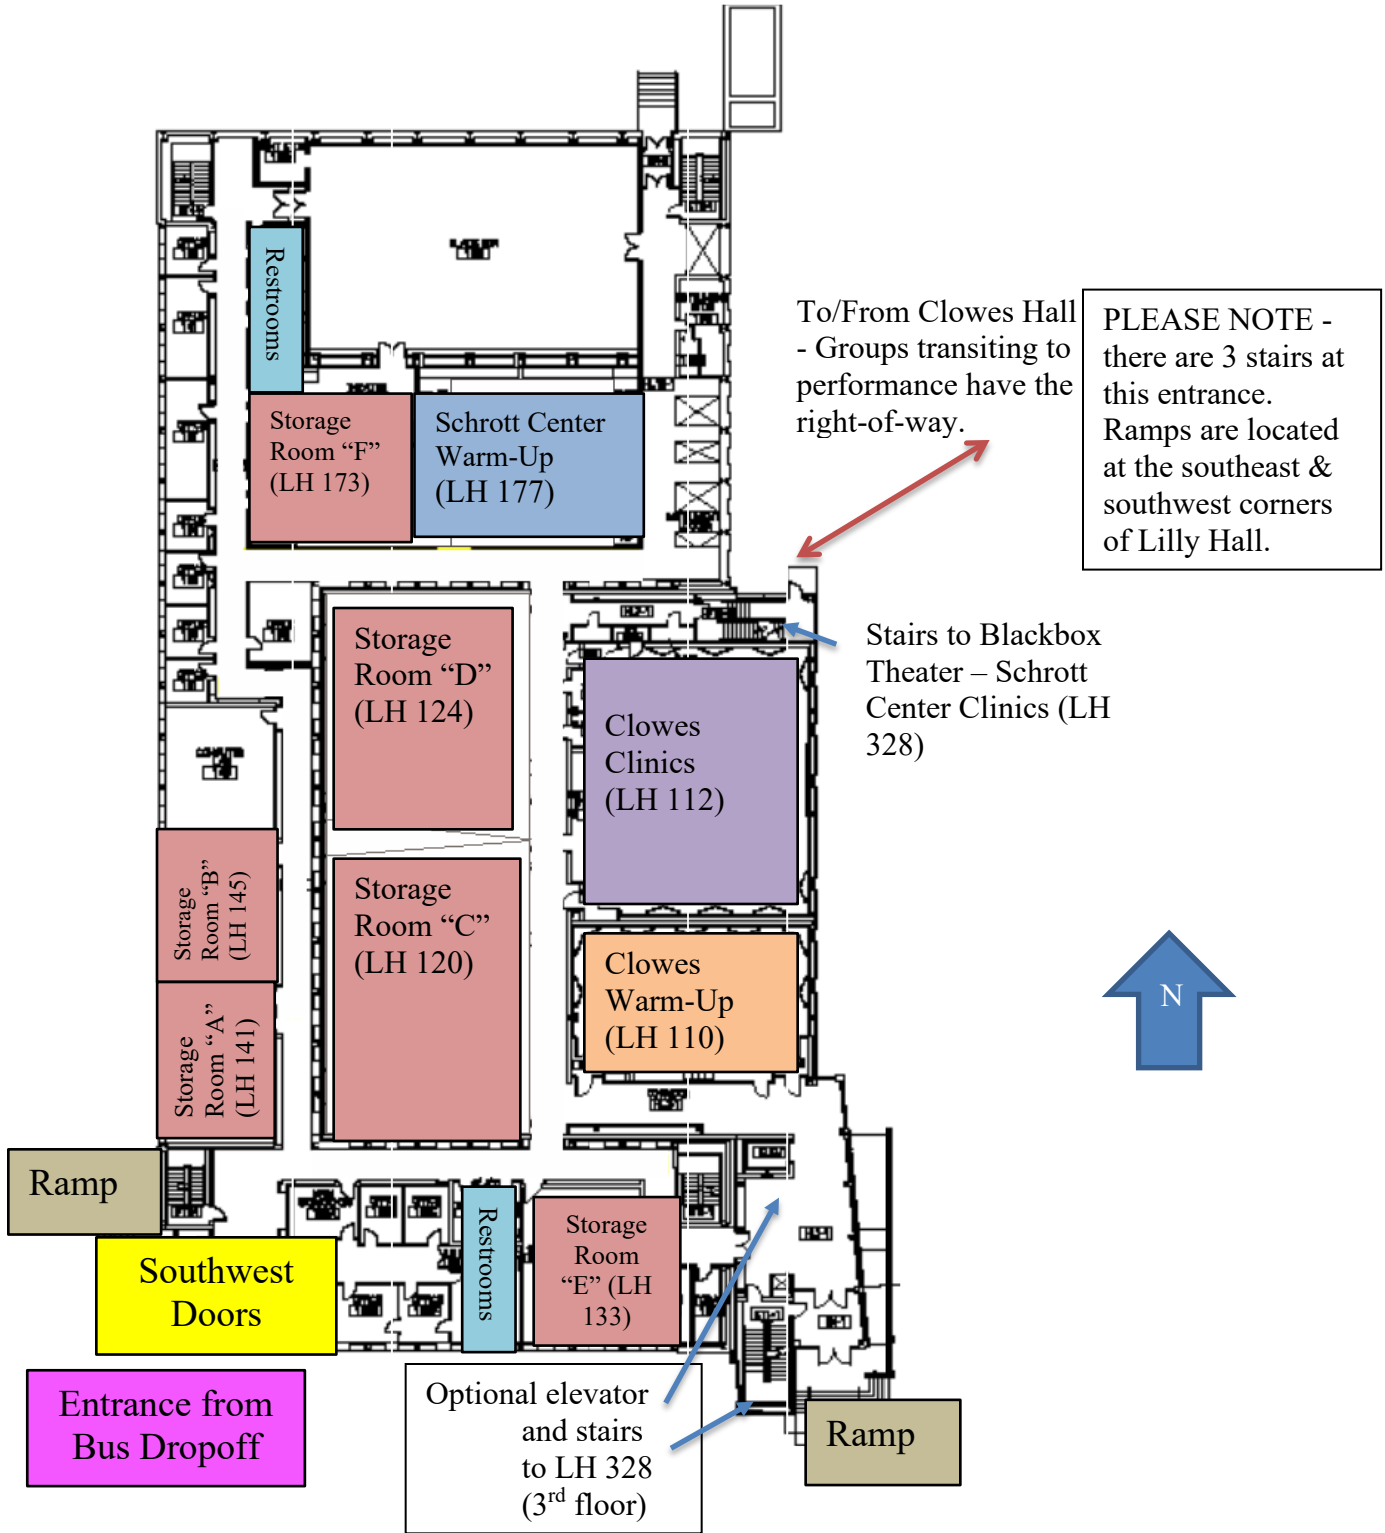 Restrooms
To/From Clowes Hall
- Groups transiting to
performance have the
right-of-way.
PLEASE NOTE -
there are 3 stairs at
this entrance.
Ramps are located
at the southeast &
southwest corners
of Lilly Hall.
Storage
Room “F”
(LH 173)
Schrott Center
Warm-Up
(LH 177)
Storage
Room “D”
(LH 124)
Stairs to Blackbox
Theater – Schrott
Center Clinics (LH
328)
Clowes
Clinics
(LH 112)
Storage
Room “B”
(LH 145)
Storage
Room “C”
(LH 120)
Clowes
Warm-Up
(LH 110)
N
Storage
Room “A”
(LH 141)
Ramp
Southwest
Doors
Restrooms
Storage
Room
“E” (LH
133)
Entrance from
Bus Dropoff
Optional elevator
and stairs
to LH 328
(3rd floor)
Ramp